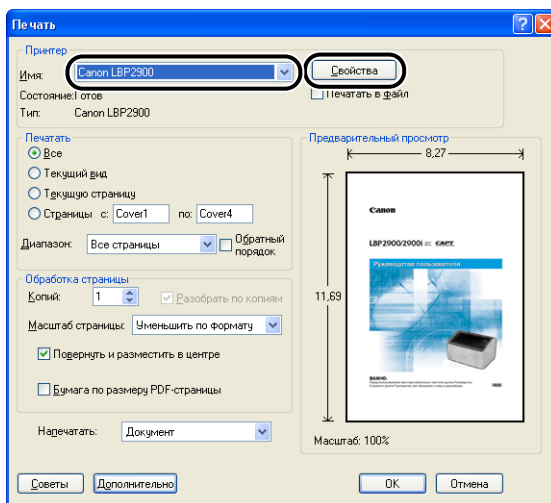 Печать
Принтер
Имя: Canon LBP2900 Свойства
Состояние: Готов Печатать в файл
Тип: Canon LBP2900
Печатать
Все
Текущий вид
Текущую страницу
Страницы с: Cover1 по: Cover4
Диапазон: Все страницы Обратный порядок
Обработка страницы
Копий: 1 Разобрать по копиям
Масштаб страницы: Уменьшить по формату
Повернуть и разместить в центре
Бумага по размеру PDF-страницы
Напечатать: Документ
Предварительный просмотр
8,27
11,69
Canon
LBP2900/2900i CAPT
Руководство пользователя
ВАЖНО:
Масштаб: 100%
Советы Дополнительно OK Отмена